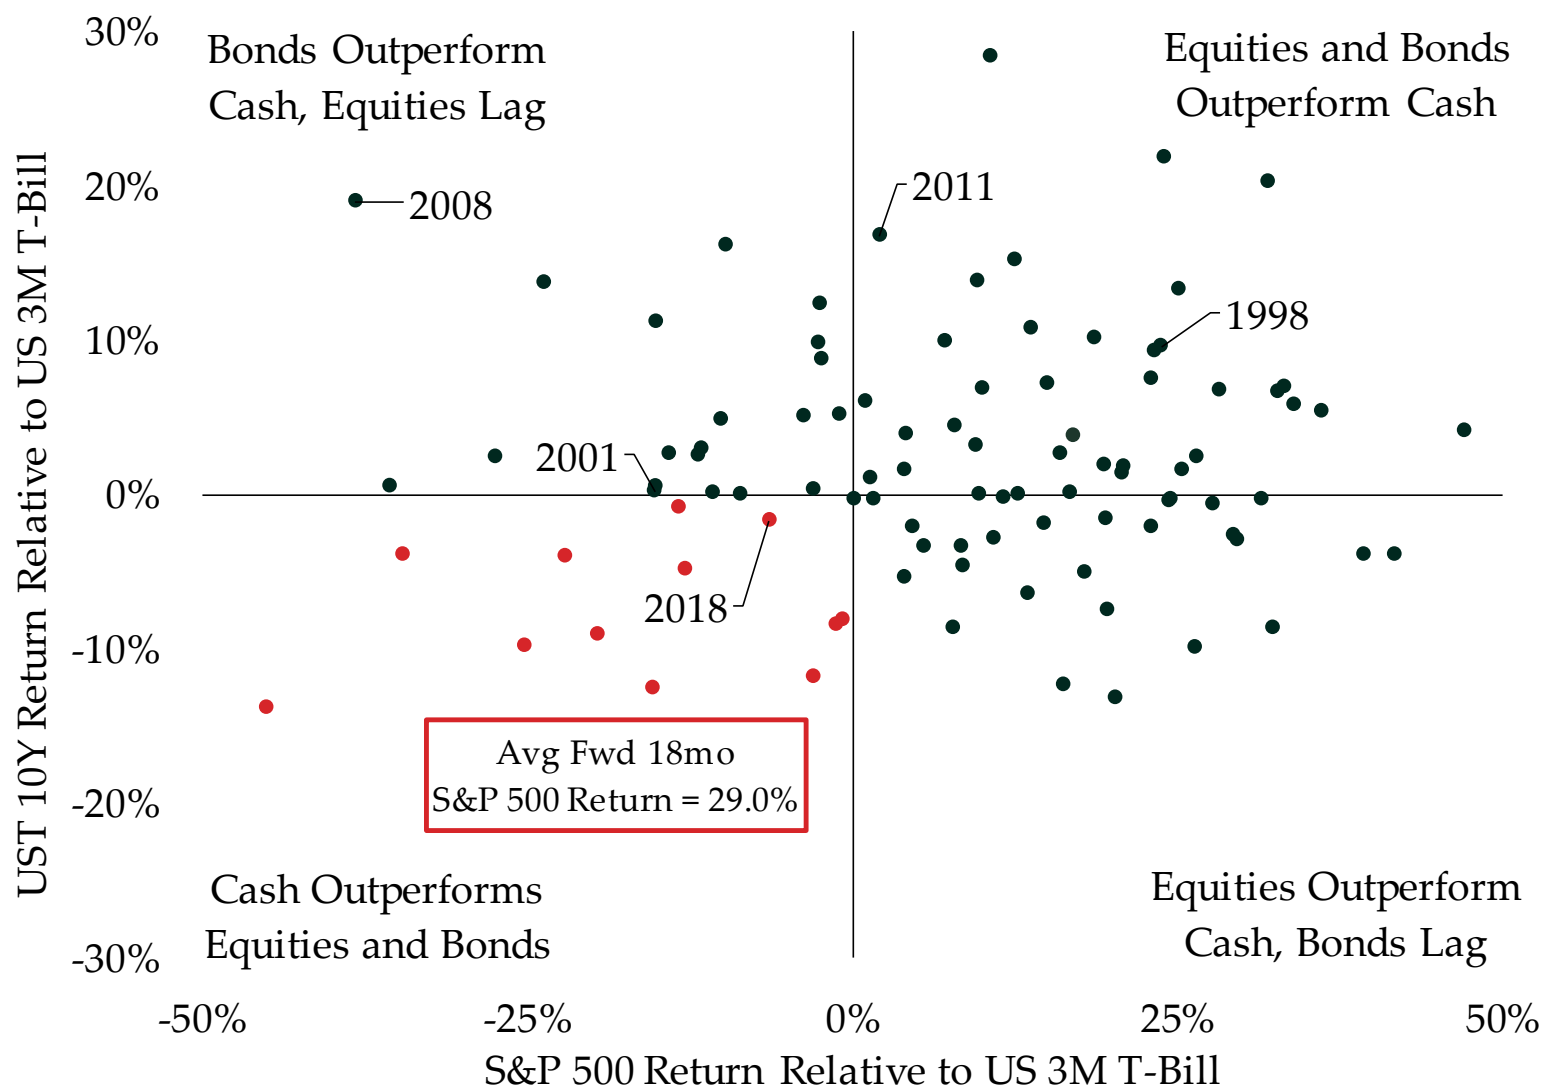 30%
Bonds Outperform
Cash, Equities Lag
Equities and Bonds
Outperform Cash
20%
2008
2011
10%
1998
2001
0%
2018
-10%
Avg Fwd 18mo
S&P 500 Return = 29.0%
-20%
Cash Outperforms
Equities and Bonds
Equities Outperform
Cash, Bonds Lag
-30%
-50%
-25%
0%
25%
50%
S&P 500 Return Relative to US 3M T-Bill
UST 10Y Return Relative to US 3M T-Bill